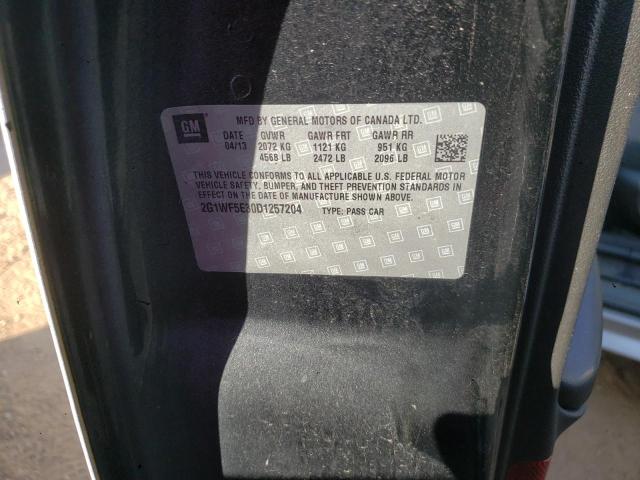 GM
MFD BY GENERAL MOTORS OF CANADA LTD.
DATE GVWR GAWR FRT GAWR RR
04/13 2072 KG 1121 KG 951 KG
4568 LB 2472 LB 2096 LB
THIS VEHICLE CONFORMS TO ALL APPLICABLE U.S. FEDERAL MOTOR
VEHICLE SAFETY, BUMPER, AND THEFT PREVENTION STANDARDS IN
EFFECT ON THE DATE OF MANUFACTURE SHOWN ABOVE.
2G1WF5E30D1257204 TYPE: PASS CAR